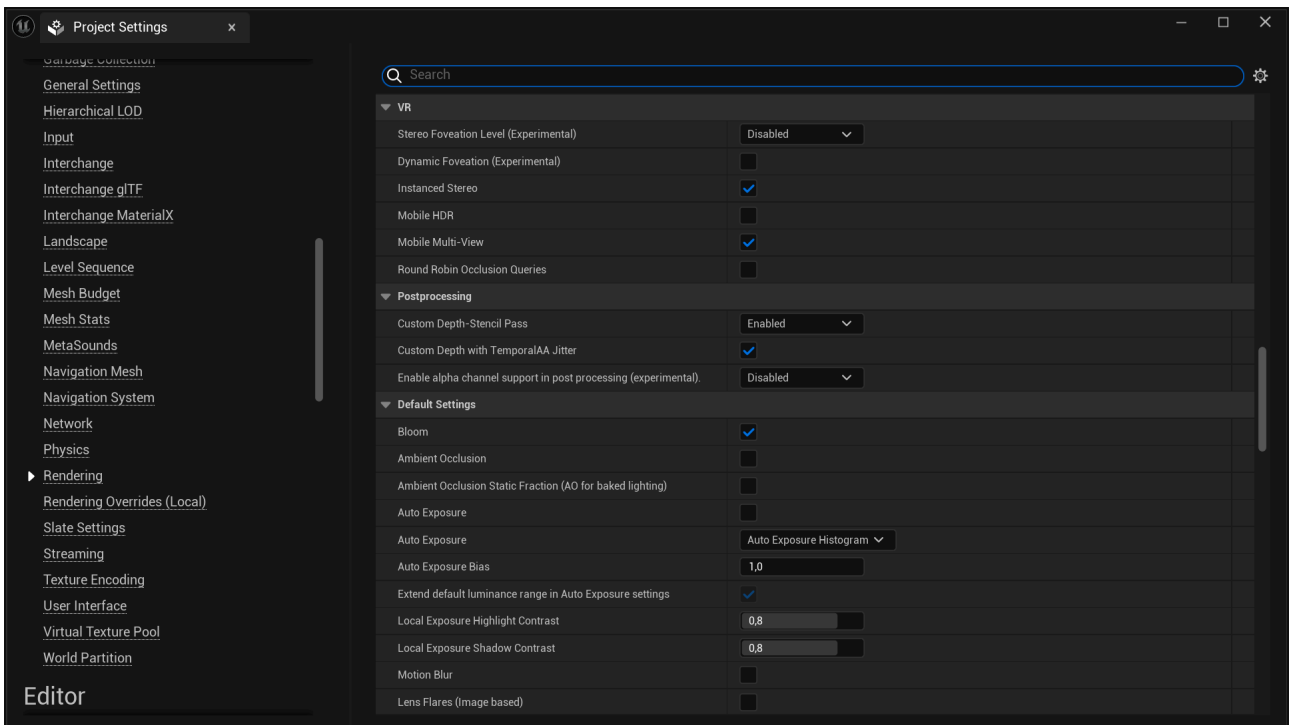 Project Settings
Garbage Collection
General Settings
Hierarchical LOD
Input
Interchange
Interchange glTF
Interchange MaterialX
Landscape
Level Sequence
Mesh Budget
Mesh Stats
MetaSounds
Navigation Mesh
Navigation System
Network
Physics
Rendering
Rendering Overrides (Local)
Slate Settings
Streaming
Texture Encoding
User Interface
Virtual Texture Pool
World Partition
Editor
Search
VR
Stereo Foveation Level (Experimental) Disabled
Dynamic Foveation (Experimental)
Instanced Stereo
Mobile HDR
Mobile Multi-View
Round Robin Occlusion Queries
Postprocessing
Custom Depth-Stencil Pass Enabled
Custom Depth with TemporalAA Jitter
Enable alpha channel support in post processing (experimental). Disabled
Default Settings
Bloom
Ambient Occlusion
Ambient Occlusion Static Fraction (AO for baked lighting)
Auto Exposure
Auto Exposure Auto Exposure Histogram
Auto Exposure Bias 1,0
Extend default luminance range in Auto Exposure settings
Local Exposure Highlight Contrast 0,8
Local Exposure Shadow Contrast 0,8
Motion Blur
Lens Flares (Image based)